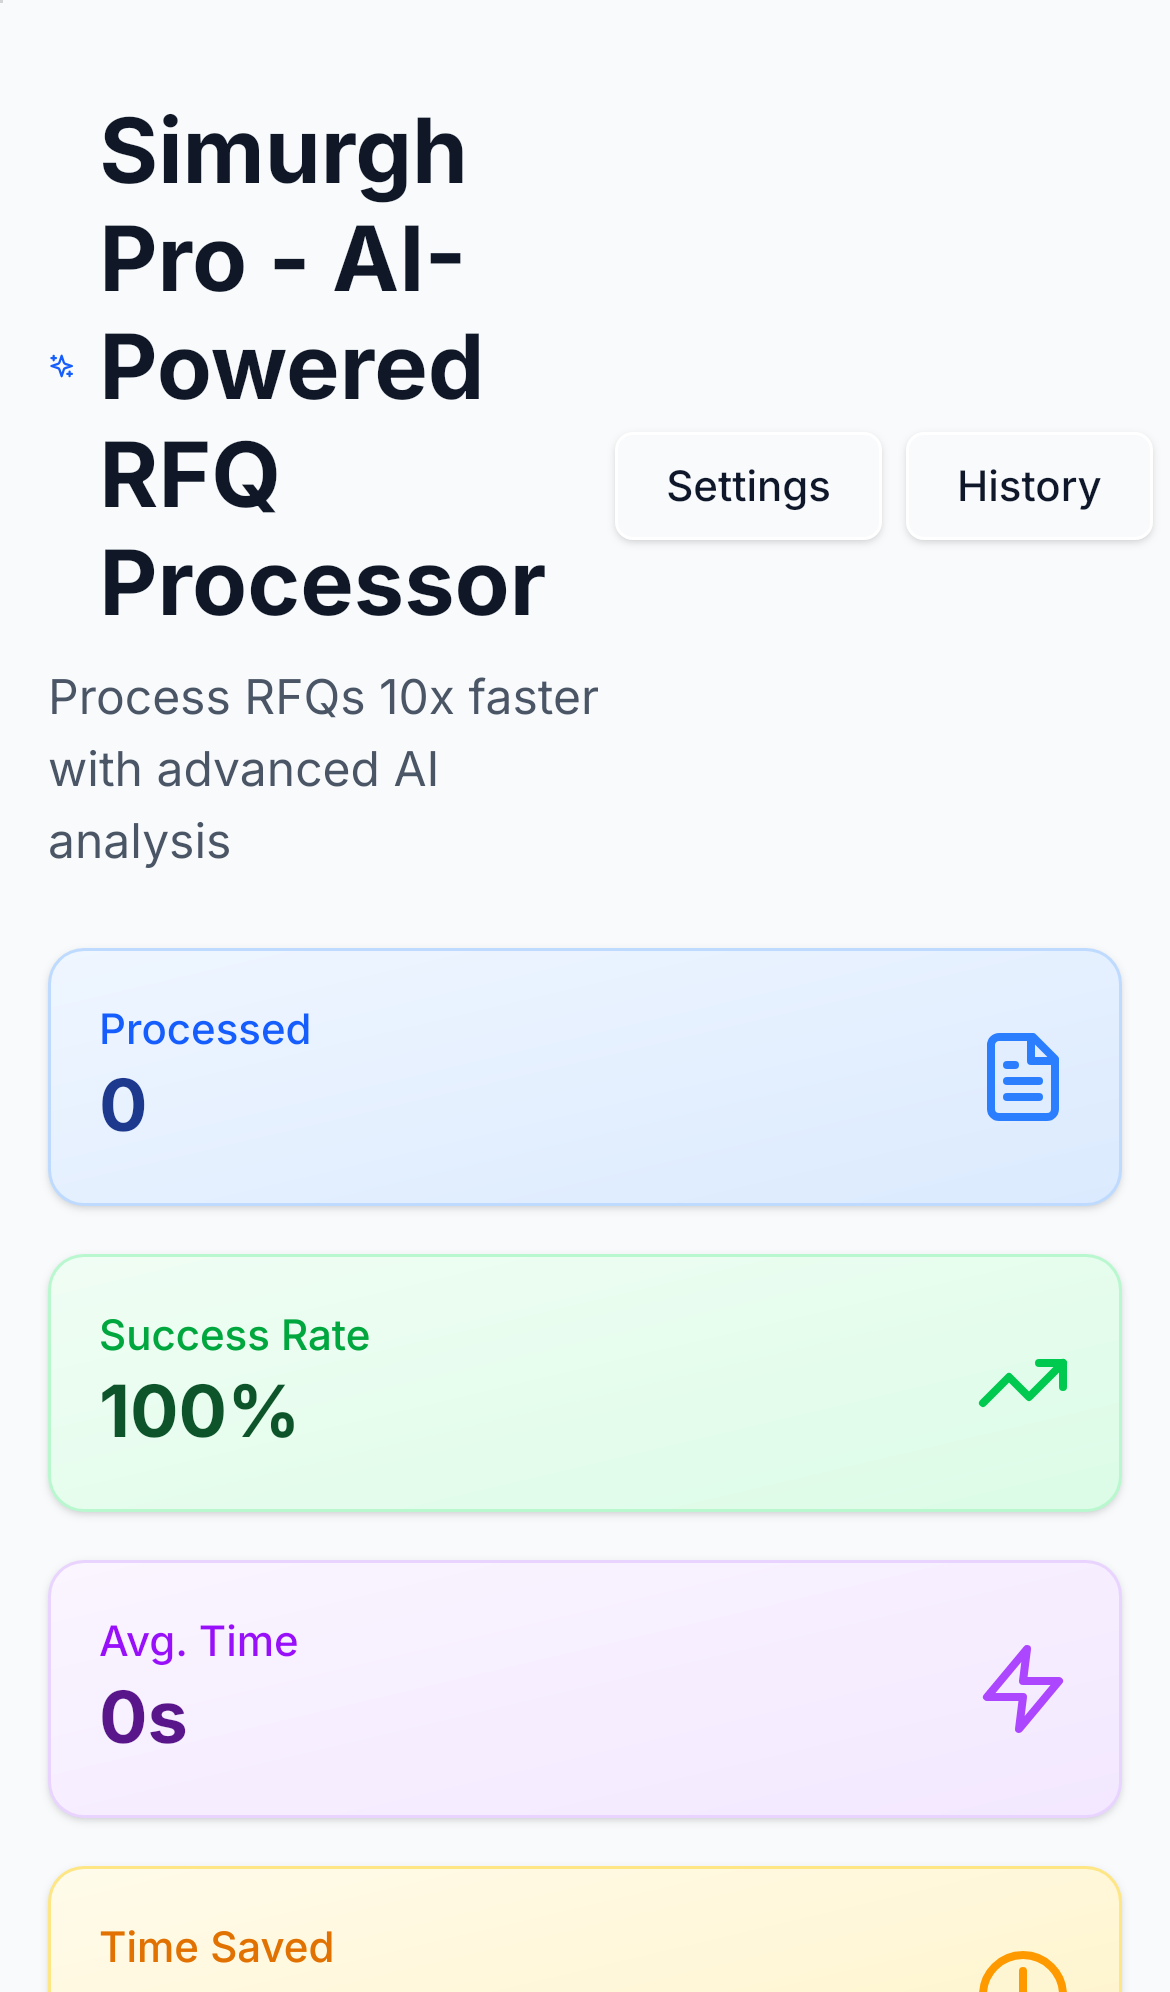 Simurgh
Pro - AI-
Powered
RFQ
Processor
Settings
History
Process RFQs 10x faster
with advanced AI
analysis
Processed
0
Success Rate
100%
Avg. Time
0s
Time Saved